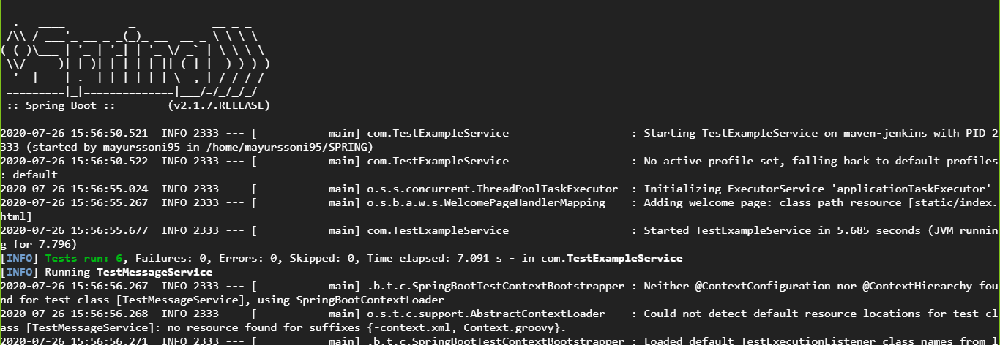 .   ____          _            __ _ _
 /\\ / ___'_ __ _ _(_)_ __  __ _ \ \ \ \
( ( )\___ | '_ | '_| | '_ \/ _` | \ \ \ \
 \\/  ___)| |_)| | | | | || (_| |  ) ) ) )
  '  |____| .__|_| |_|_| |_\__, | / / / /
 =========|_|==============|___/=/_/_/_/
 :: Spring Boot ::        (v2.1.7.RELEASE)
2020-07-26 15:56:50.521  INFO 2333 --- [           main] com.TestExampleService                   : Starting TestExampleService on maven-jenkins with PID 2
333 (started by mayurssoni95 in /home/mayurssoni95/SPRING)
2020-07-26 15:56:50.522  INFO 2333 --- [           main] com.TestExampleService                   : No active profile set, falling back to default profiles
: default
2020-07-26 15:56:55.024  INFO 2333 --- [           main] o.s.s.concurrent.ThreadPoolTaskExecutor  : Initializing ExecutorService 'applicationTaskExecutor'
2020-07-26 15:56:55.267  INFO 2333 --- [           main] o.s.b.a.w.s.WelcomePageHandlerMapping    : Adding welcome page: class path resource [static/index.
html]
2020-07-26 15:56:55.677  INFO 2333 --- [           main] com.TestExampleService                   : Started TestExampleService in 5.685 seconds (JVM runnin
g for 7.796)
[INFO] Tests run: 6, Failures: 0, Errors: 0, Skipped: 0, Time elapsed: 7.091 s - in com.TestExampleService
[INFO] Running TestMessageService
2020-07-26 15:56:56.267  INFO 2333 --- [           main] .b.t.c.SpringBootTestContextBootstrapper : Neither @ContextConfiguration nor @ContextHierarchy fou
nd for test class [TestMessageService], using SpringBootContextLoader
2020-07-26 15:56:56.268  INFO 2333 --- [           main] o.s.t.c.support.AbstractContextLoader    : Could not detect default resource locations for test cl
ass [TestMessageService]: no resource found for suffixes {-context.xml, Context.groovy}.
2020-07-26 15:56:56.271  INFO 2333 --- [           main] .b.t.c.SpringBootTestContextBootstrapper : Loaded default TestExecutionListener class names from l